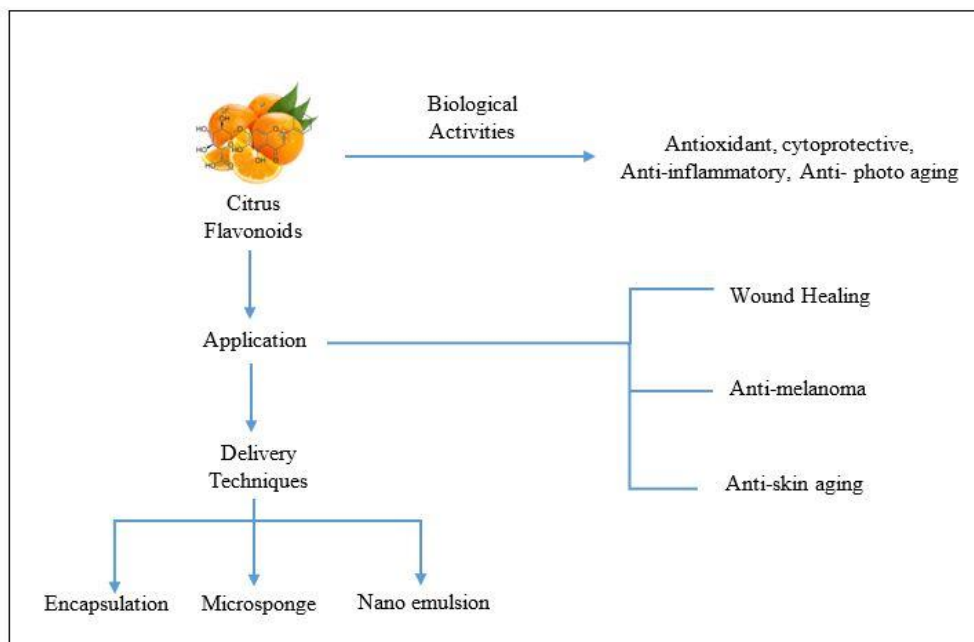 Biological
Activities
Antioxidant, cytoprotective,
Anti-inflammatory, Anti- photo aging
Citrus
Flavonoids
Wound Healing
Application
Anti-melanoma
Delivery
Techniques
Anti-skin aging
Encapsulation
Microsponge
Nano emulsion